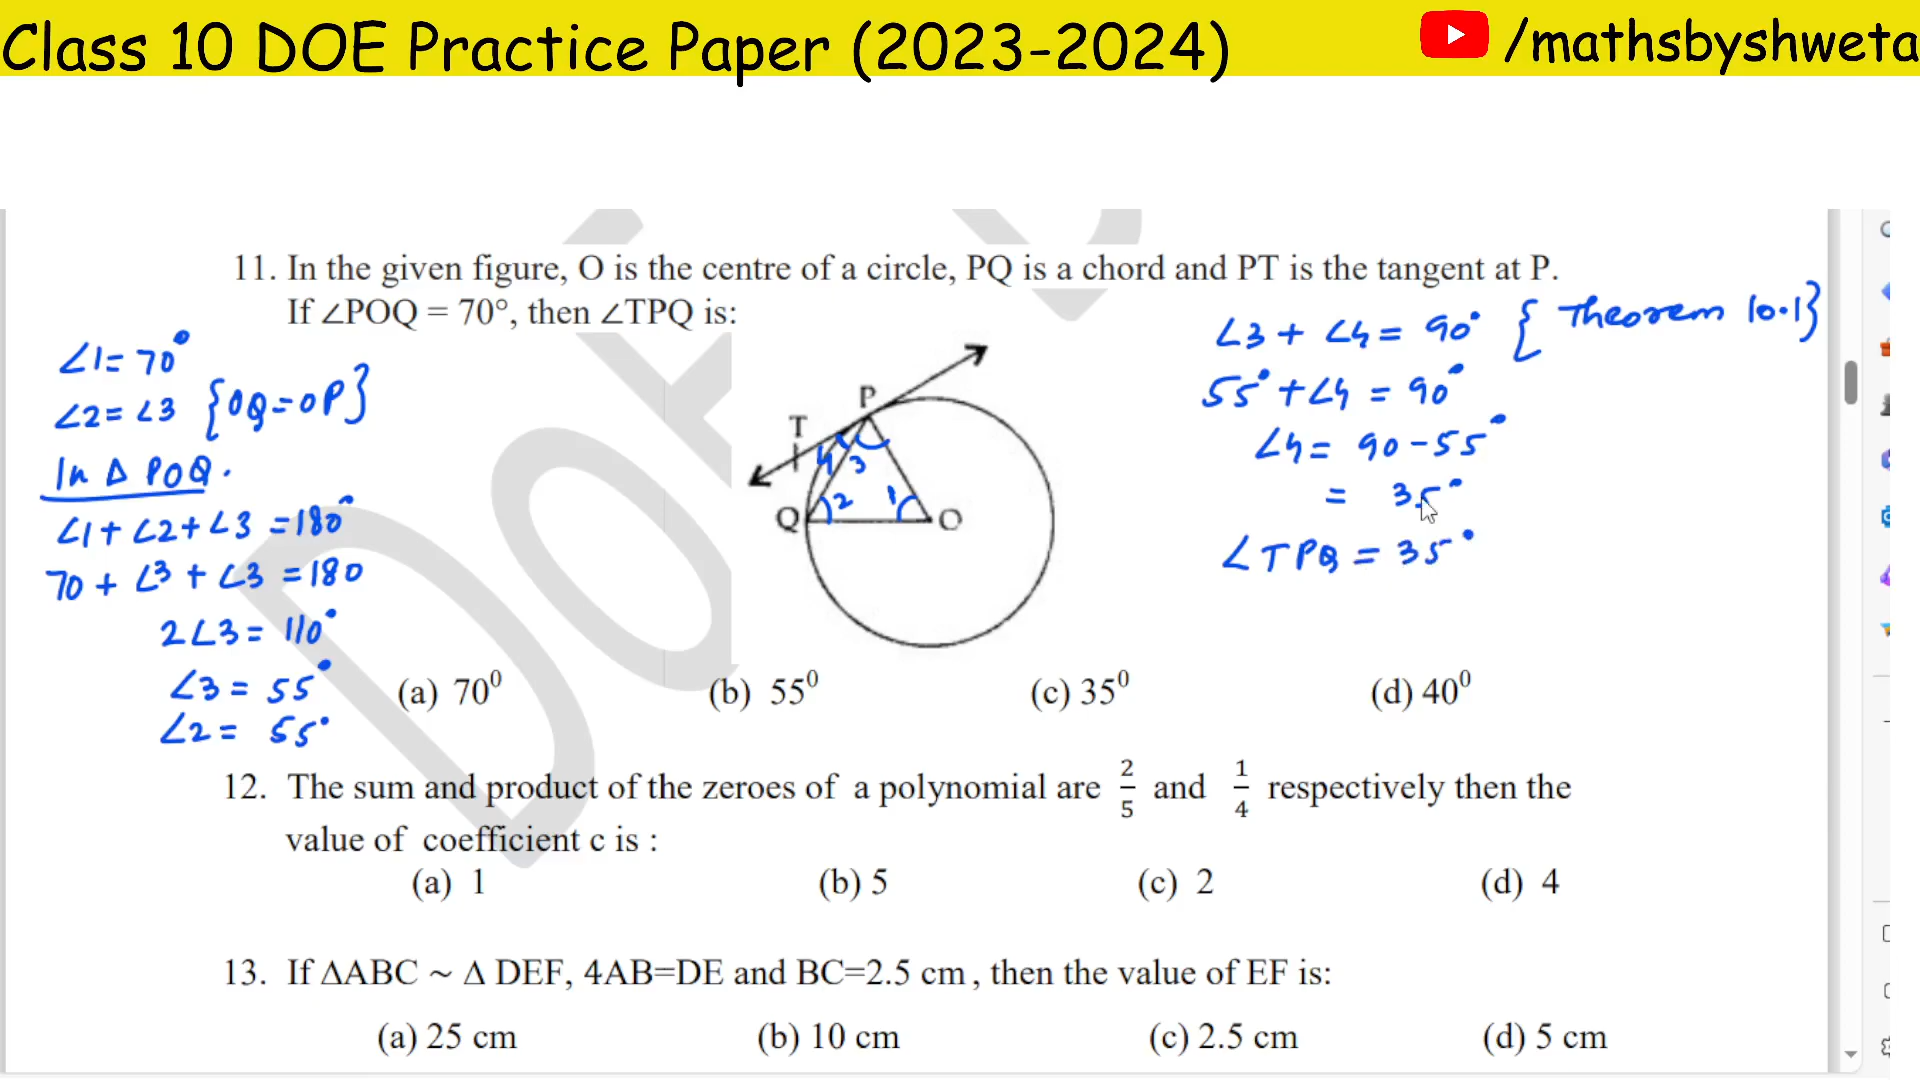 Class 10 DOE Practice Paper (2023-2024)
/mathsbyshweta
11. In the given figure, O is the centre of a circle, PQ is a chord and PT is the tangent at P.
If ∠POQ = 70°, then ∠TPQ is:
∠1 = 70°
∠2 = ∠3 {OQ = OP}
In Δ POQ.
∠1 + ∠2 + ∠3 = 180°
70 + ∠3 + ∠3 = 180
2∠3 = 110°
∠3 = 55°
∠2 = 55°
P
T
4 3
2 1
Q O
∠3 + ∠4 = 90° { Theorem 10.1}
55° + ∠4 = 90°
∠4 = 90 - 55°
= 35°
∠TPQ = 35°
(a) 70⁰ (b) 55⁰ (c) 35⁰ (d) 40⁰
12. The sum and product of the zeroes of a polynomial are 2/5 and 1/4 respectively then the
value of coefficient c is :
(a) 1 (b) 5 (c) 2 (d) 4
13. If ΔABC ~ Δ DEF, 4AB=DE and BC=2.5 cm, then the value of EF is:
(a) 25 cm (b) 10 cm (c) 2.5 cm (d) 5 cm